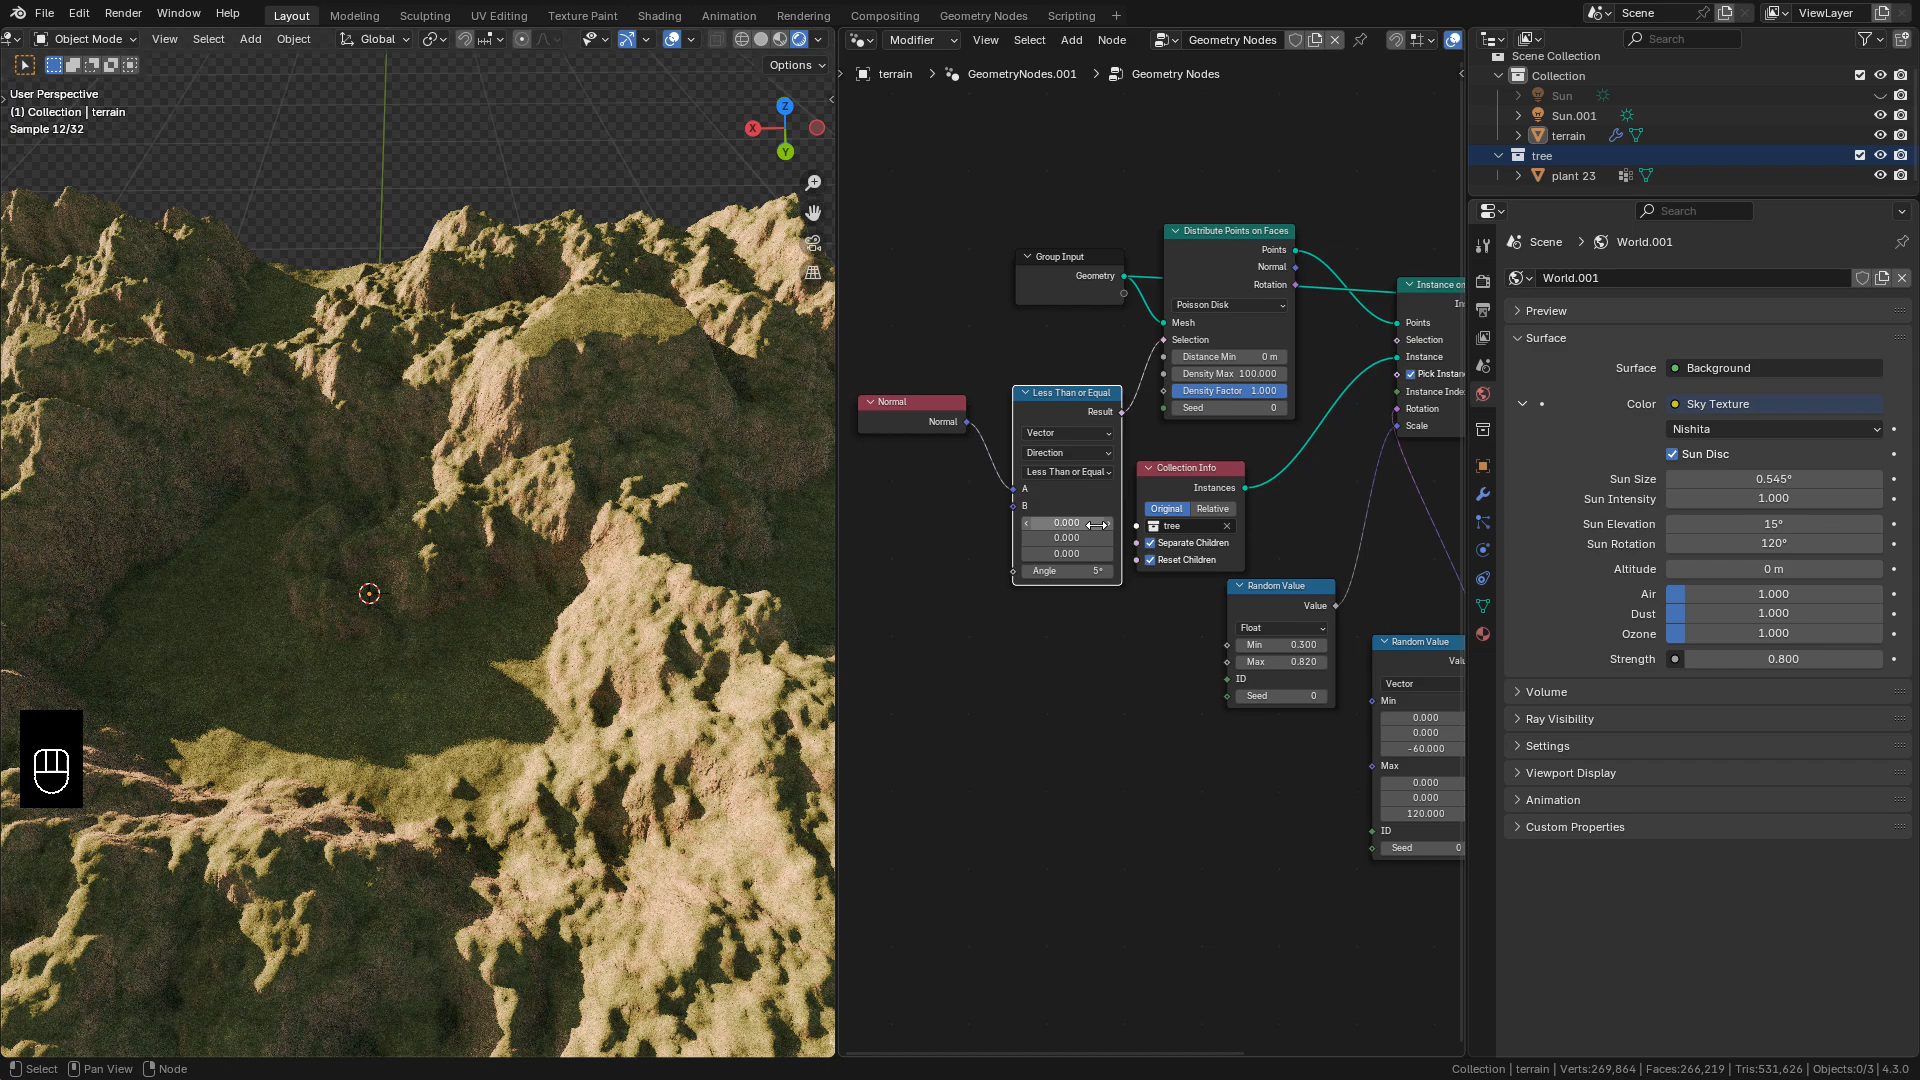 File Edit Render Window Help
Layout Modeling Sculpting UV Editing Texture Paint Shading Animation Rendering Compositing Geometry Nodes Scripting +
Scene
ViewLayer
Object Mode View Select Add Object Global
Options
User Perspective
(1) Collection | terrain
Sample 12/32
Z
X
Y
Modifier View Select Add Node Geometry Nodes
terrain > GeometryNodes.001 > Geometry Nodes
Group Input
Geometry
Distribute Points on Faces
Points
Normal
Rotation
Poisson Disk
Mesh
Selection
Distance Min 0 m
Density Max 100.000
Density Factor 1.000
Seed 0
Normal
Normal
Less Than or Equal
Result
Vector
Direction
Less Than or Equal
A
B
0.000
0.000
0.000
Angle 5°
Collection Info
Instances
Original Relative
tree
Separate Children
Reset Children
Instance on
Points
Selection
Instance
Pick Instan
Instance Inde
Rotation
Scale
Random Value
Value
Float
Min 0.300
Max 0.820
ID
Seed 0
Random Value
Valu
Vector
Min
0.000
0.000
-60.000
Max
0.000
0.000
120.000
ID
Seed 0
Search
Scene Collection
Collection
Sun
Sun.001
terrain
tree
plant 23
Search
Scene > World.001
World.001
Preview
Surface
Surface Background
Color Sky Texture
Nishita
Sun Disc
Sun Size 0.545°
Sun Intensity 1.000
Sun Elevation 15°
Sun Rotation 120°
Altitude 0 m
Air 1.000
Dust 1.000
Ozone 1.000
Strength 0.800
Volume
Ray Visibility
Settings
Viewport Display
Animation
Custom Properties
Select Pan View Node
Collection | terrain | Verts:269,864 | Faces:266,219 | Tris:531,626 | Objects:0/3 | 4.3.0